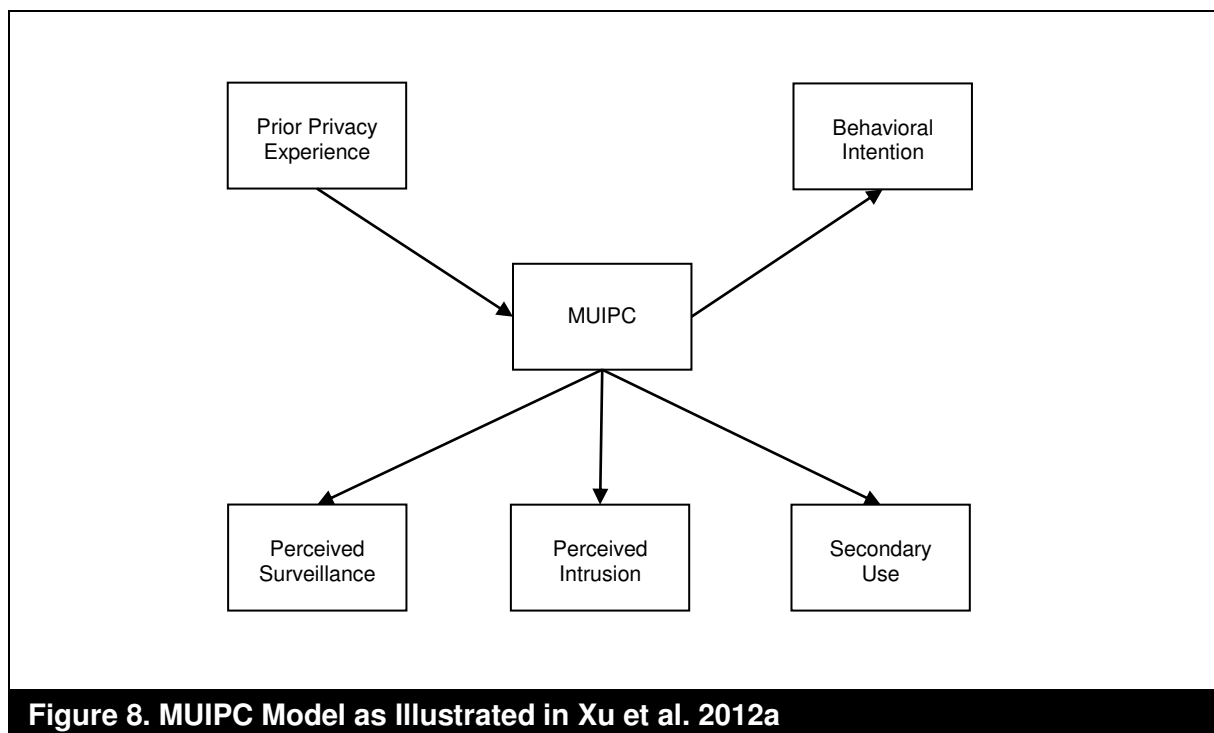 Prior Privacy
Experience
Behavioral
Intention
MUIPC
Perceived
Surveillance
Perceived
Intrusion
Secondary
Use
Figure 8. MUIPC Model as Illustrated in Xu et al. 2012a